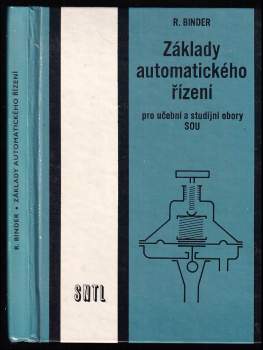 R. BINDER • ZÁKLADY AUTOMATICKÉHO ŘÍZENÍ
R. BINDER
Základy
automatického
řízení
pro učební a studijní obory
SOU
SNTL